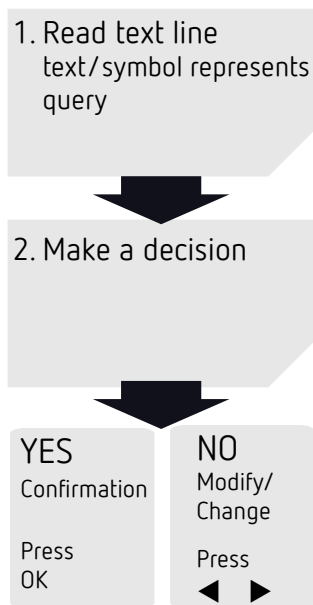 1. Read text line
text/symbol represents
query
2. Make a decision
YES
Confirmation
Press
OK
NO
Modify/
Change
Press
◀ ▶